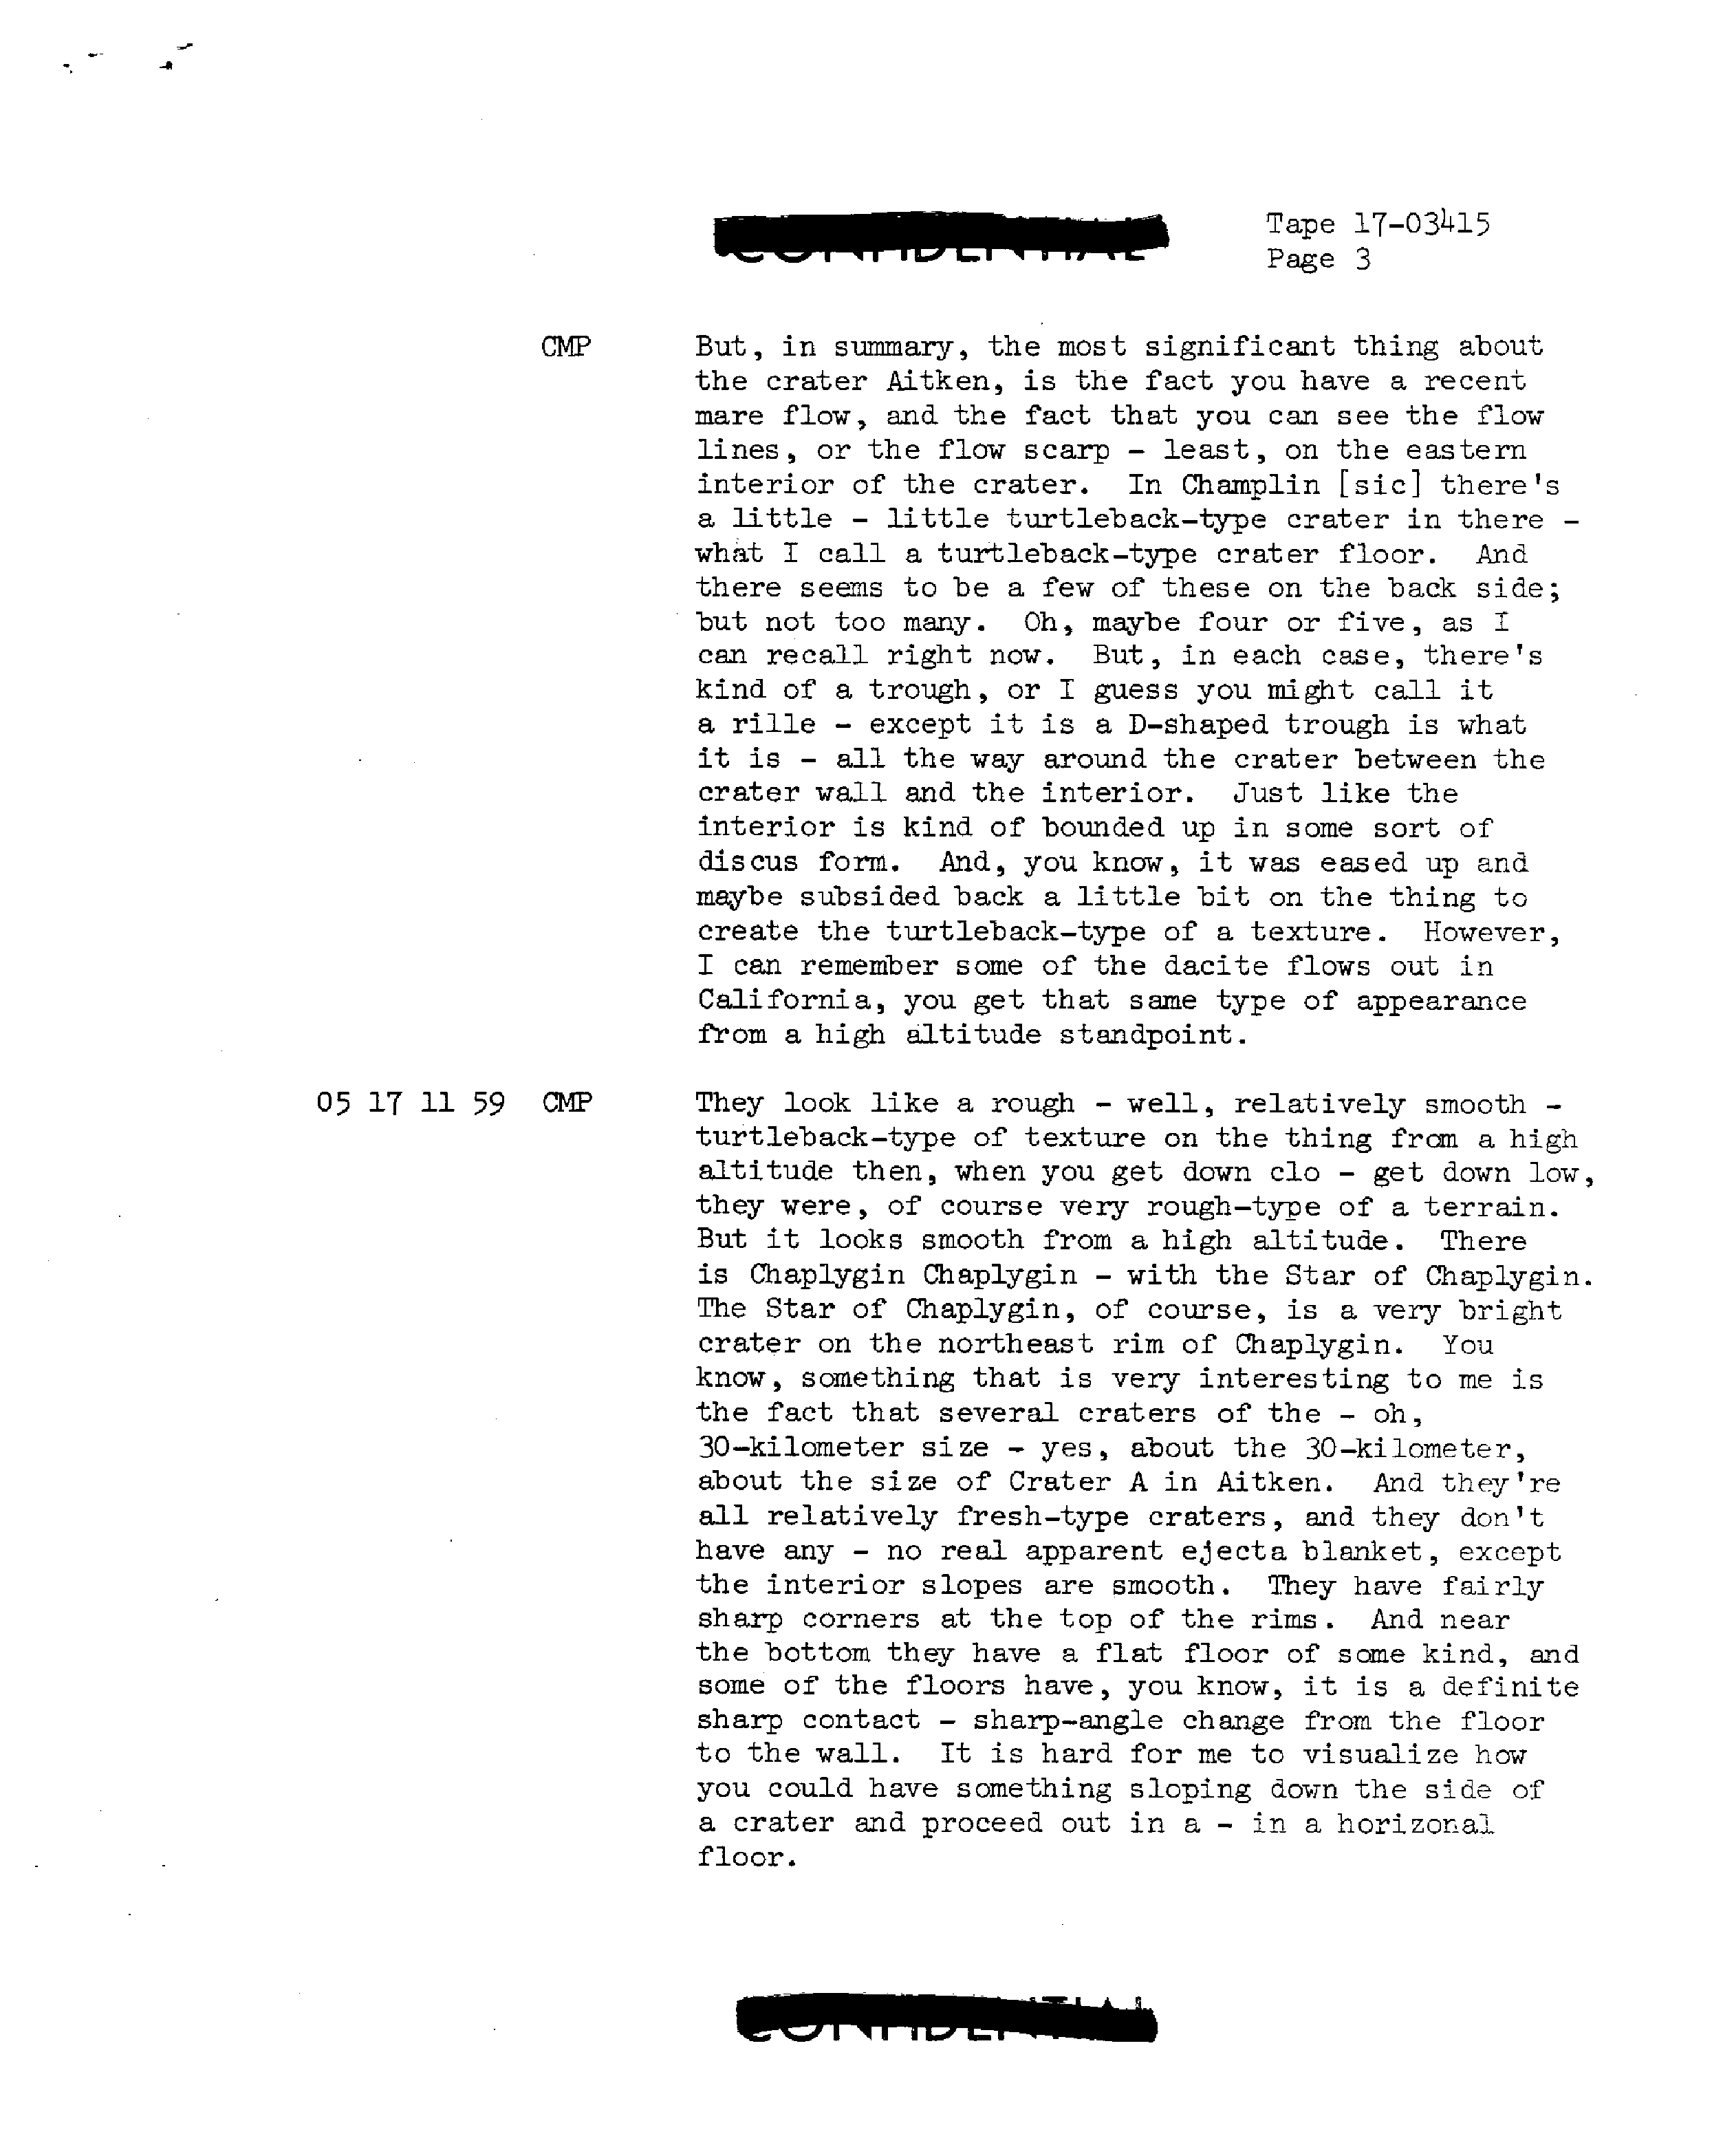 CONFIDENTIAL
Tape 17-03415
Page 3
CMP But, in summary, the most significant thing about
the crater Aitken, is the fact you have a recent
mare flow, and the fact that you can see the flow
lines, or the flow scarp - least, on the eastern
interior of the crater. In Champlin [sic] there's
a little - little turtleback-type crater in there -
what I call a turtleback-type crater floor. And
there seems to be a few of these on the back side;
but not too many. Oh, maybe four or five, as I
can recall right now. But, in each case, there's
kind of a trough, or I guess you might call it
a rille - except it is a D-shaped trough is what
it is - all the way around the crater between the
crater wall and the interior. Just like the
interior is kind of bounded up in some sort of
discus form. And, you know, it was eased up and
maybe subsided back a little bit on the thing to
create the turtleback-type of a texture. However,
I can remember some of the dacite flows out in
California, you get that same type of appearance
from a high altitude standpoint.
05 17 11 59 CMP They look like a rough - well, relatively smooth -
turtleback-type of texture on the thing from a high
altitude then, when you get down clo - get down low,
they were, of course very rough-type of a terrain.
But it looks smooth from a high altitude. There
is Chaplygin Chaplygin - with the Star of Chaplygin.
The Star of Chaplygin, of course, is a very bright
crater on the northeast rim of Chaplygin. You
know, something that is very interesting to me is
the fact that several craters of the - oh,
30-kilometer size - yes, about the 30-kilometer,
about the size of Crater A in Aitken. And they're
all relatively fresh-type craters, and they don't
have any - no real apparent ejecta blanket, except
the interior slopes are smooth. They have fairly
sharp corners at the top of the rims. And near
the bottom they have a flat floor of some kind, and
some of the floors have, you know, it is a definite
sharp contact - sharp-angle change from the floor
to the wall. It is hard for me to visualize how
you could have something sloping down the side of
a crater and proceed out in a - in a horizonal
floor.
CONFIDENTIAL